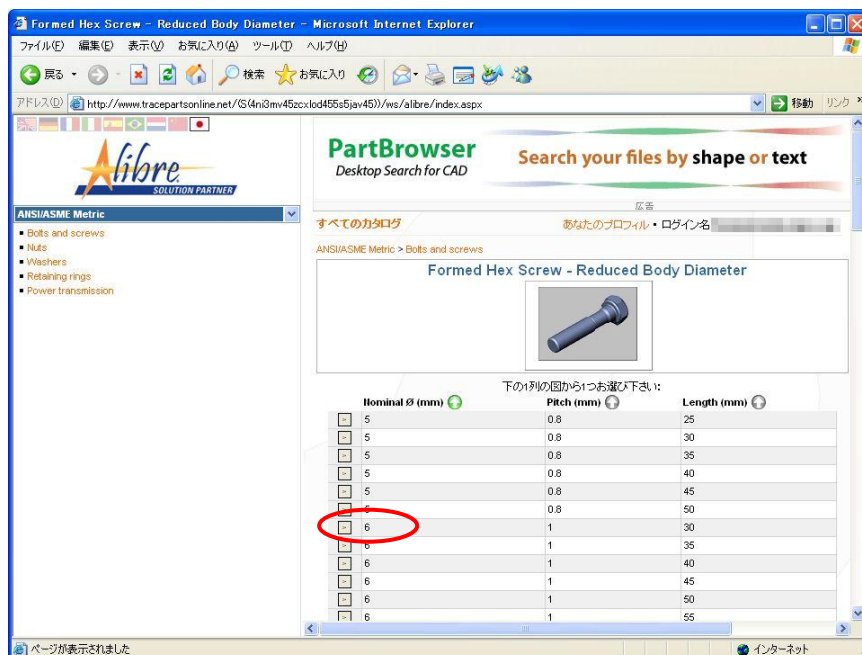 Formed Hex Screw - Reduced Body Diameter - Microsoft Internet Explorer
ファイル(F) 編集(E) 表示(V) お気に入り(A) ツール(T) ヘルプ(H)
戻る 検索 お気に入り
アドレス(D) http://www.tracepartsonline.net/(S(4ni3mv45zcxlod455s5jav45))/ws/alibre/index.aspx 移動 リンク »
Alibre
SOLUTION PARTNER
PartBrowser
Desktop Search for CAD
Search your files by shape or text
広告
ANSI/ASME Metric
Bolts and screws
Nuts
Washers
Retaining rings
Power transmission
すべてのカタログ あなたのプロフィル・ログイン名
ANSI/ASME Metric > Bolts and screws
Formed Hex Screw - Reduced Body Diameter
下の1列の図から1つお選び下さい:
Nominal Ø (mm) Pitch (mm) Length (mm)
> 5 0.8 25
> 5 0.8 30
> 5 0.8 35
> 5 0.8 40
> 5 0.8 45
> 5 0.8 50
> 6 1 30
> 6 1 35
> 6 1 40
> 6 1 45
> 6 1 50
> 6 1 55
ページが表示されました インターネット